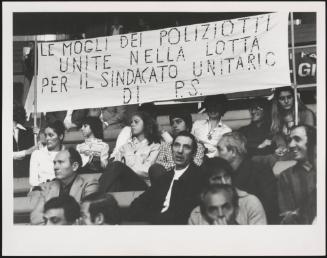 LE MOGLI DEI POLIZIOTTI
UNITE NELLA LOTTA
PER IL SINDACATO UNITARIO
DI P.S.